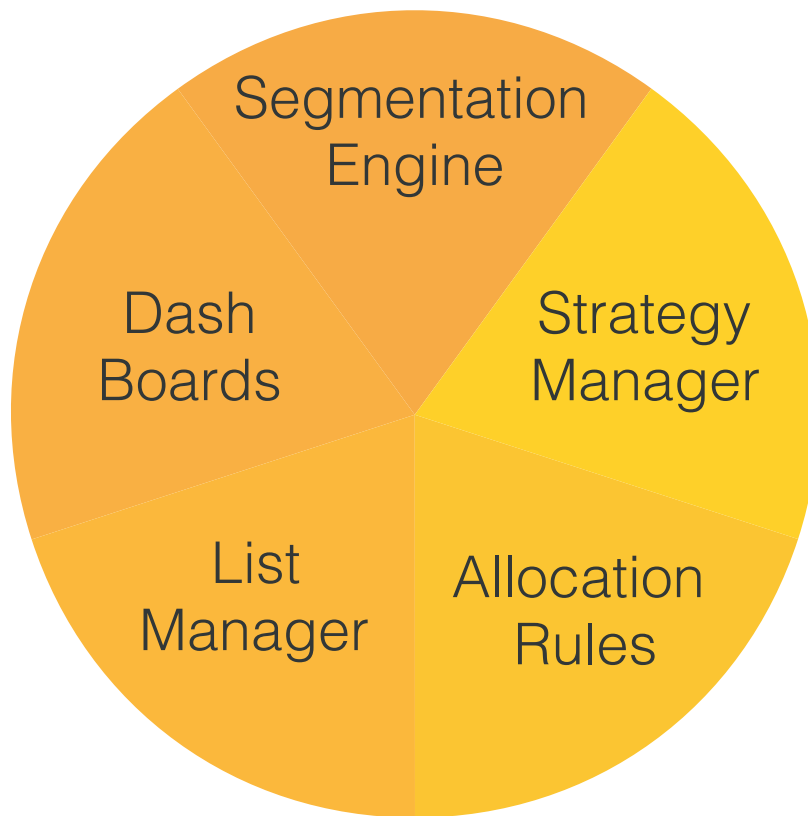 Segmentation
Engine
Strategy
Manager
Allocation
Rules
List
Manager
Dash
Boards